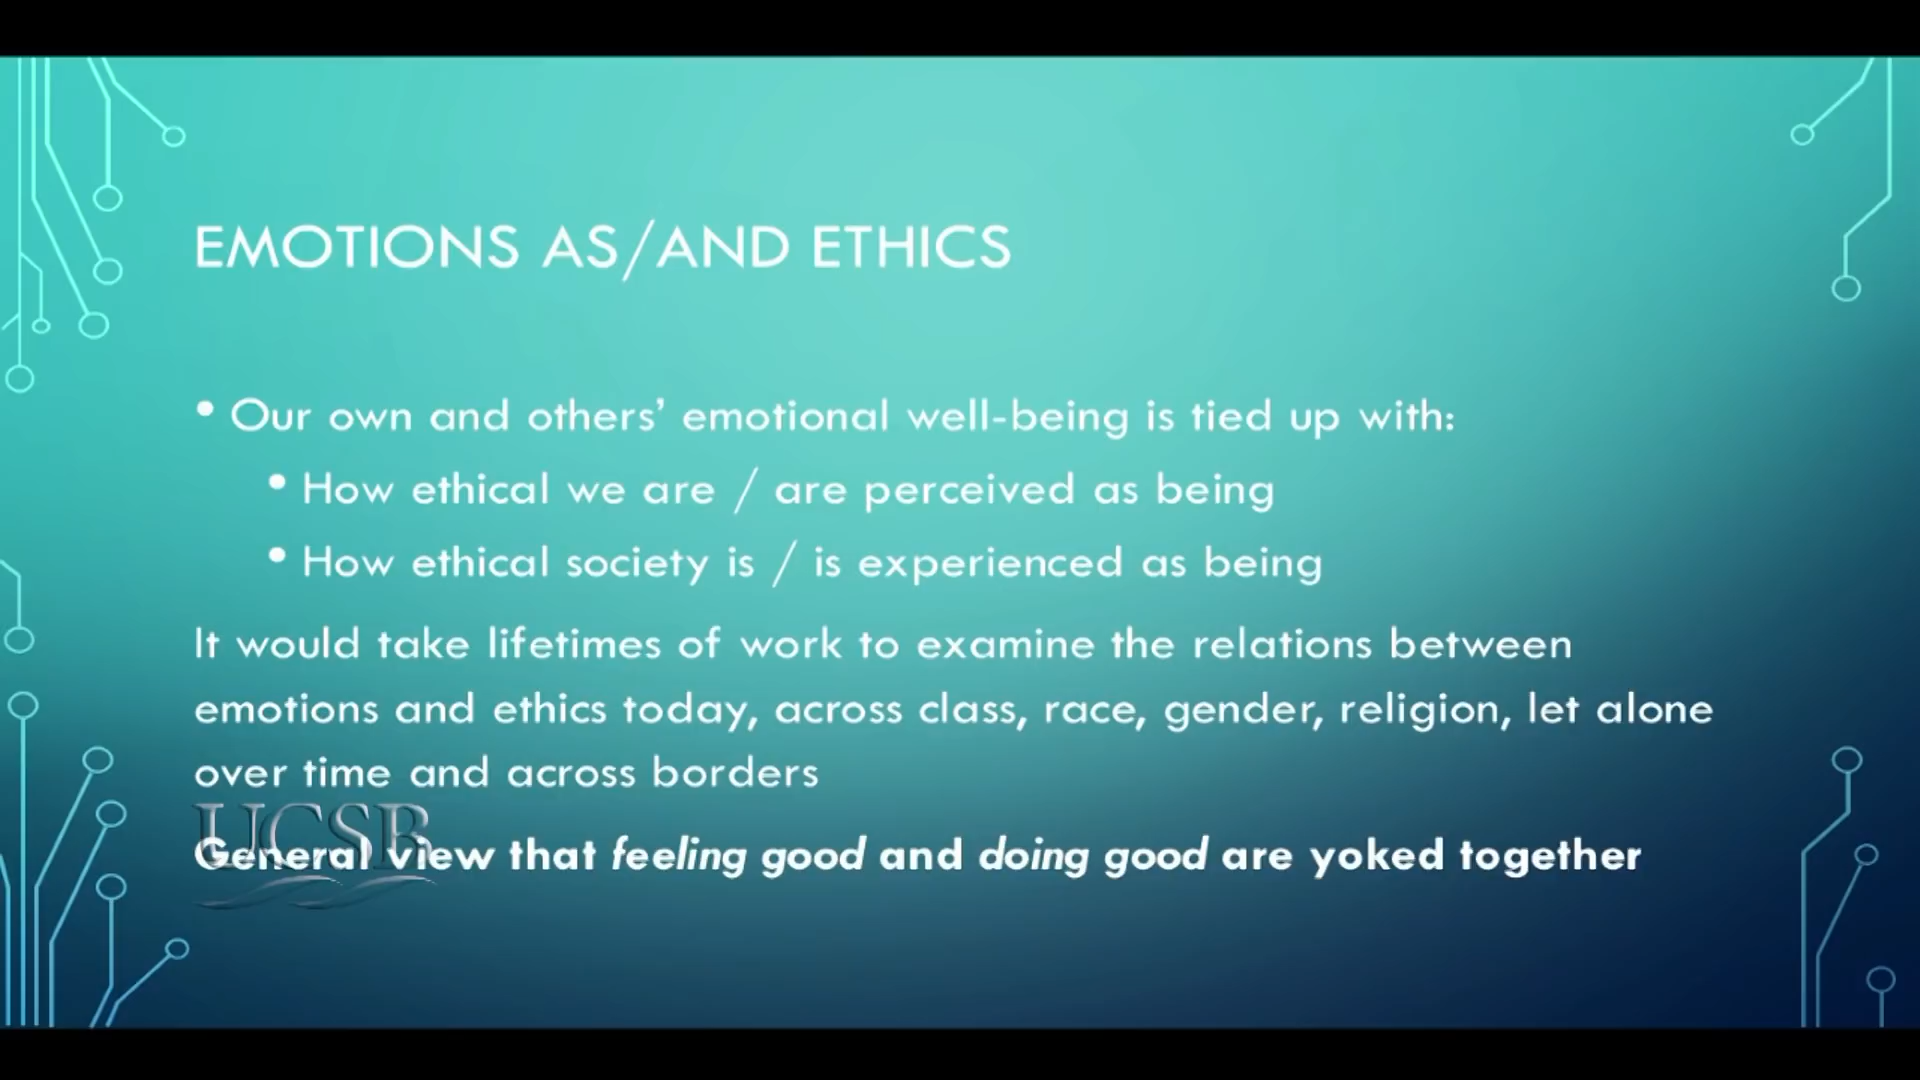 EMOTIONS AS/AND ETHICS
• Our own and others’ emotional well-being is tied up with:
• How ethical we are / are perceived as being
• How ethical society is / is experienced as being
It would take lifetimes of work to examine the relations between
emotions and ethics today, across class, race, gender, religion, let alone
over time and across borders
UCSB
General view that feeling good and doing good are yoked together